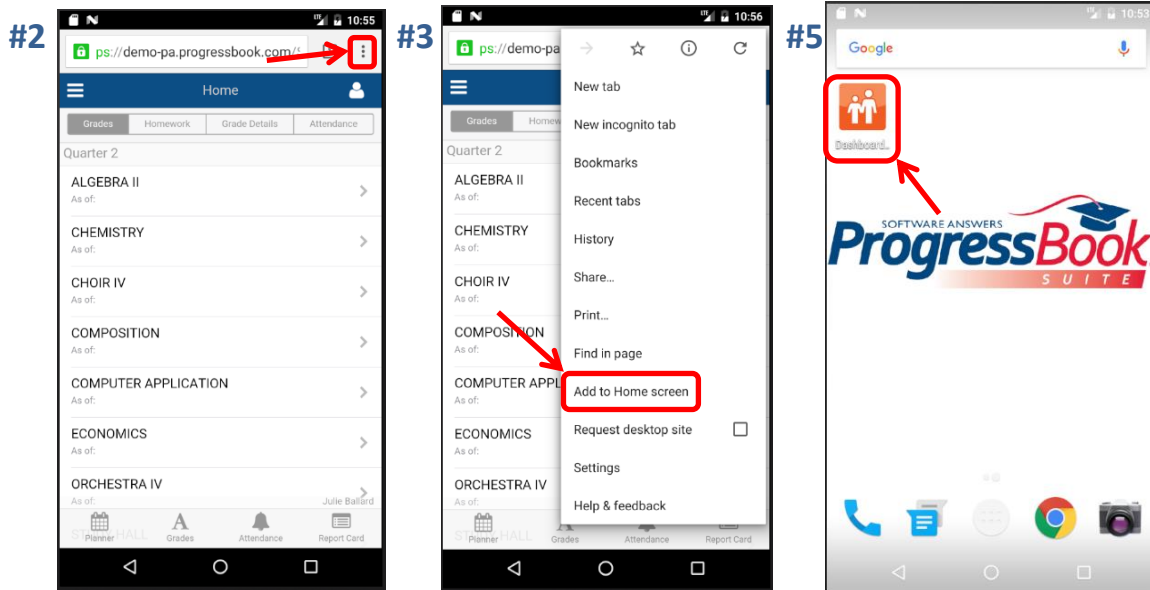 #2
10:55
ps://demo-pa.progressbook.com/
Home
Grades Homework Grade Details Attendance
Quarter 2
ALGEBRA II
As of:
CHEMISTRY
As of:
CHOIR IV
As of:
COMPOSITION
As of:
COMPUTER APPLICATION
As of:
ECONOMICS
As of:
ORCHESTRA IV
As of: Julie Ballard
HALL
Planner Grades Attendance Report Card
#3
10:56
ps://demo-pa
Grades Homew
Quarter 2
ALGEBRA II
As of:
CHEMISTRY
As of:
CHOIR IV
As of:
COMPOSITION
As of:
COMPUTER APPL
As of:
ECONOMICS
As of:
ORCHESTRA IV
As of:
HALL
Planner Grades Attendance Report Card
New tab
New incognito tab
Bookmarks
Recent tabs
History
Share...
Print...
Find in page
Add to Home screen
Request desktop site
Settings
Help & feedback
#5
10:53
Google
Dashboard..
SOFTWARE ANSWERS
ProgressBook
SUITE